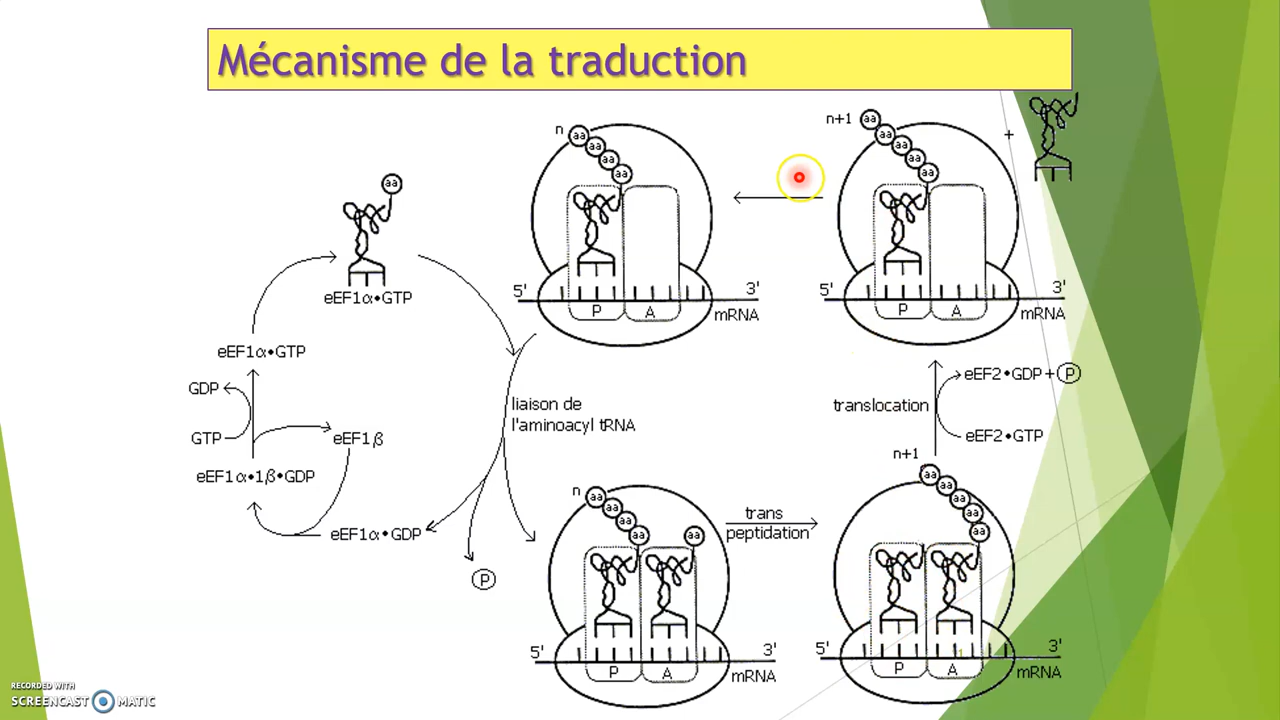 Mécanisme de la traduction
n
aa
aa
aa
aa
5'
3'
P
A
mRNA
n+1
aa
aa
aa
aa
aa
+
5'
3'
P
A
mRNA
aa
eEF1α•GTP
eEF1α•GTP
GDP
GTP
eEF1β
eEF1α•1β•GDP
eEF1α•GDP
P
liaison de
l'aminoacyl tRNA
translocation
eEF2•GDP+P
eEF2•GTP
n
aa
aa
aa
aa
aa
5'
3'
P
A
mRNA
trans
peptidation
n+1
aa
aa
aa
aa
aa
5'
3'
P
A
mRNA
RECORDED WITH
SCREENCAST MATIC